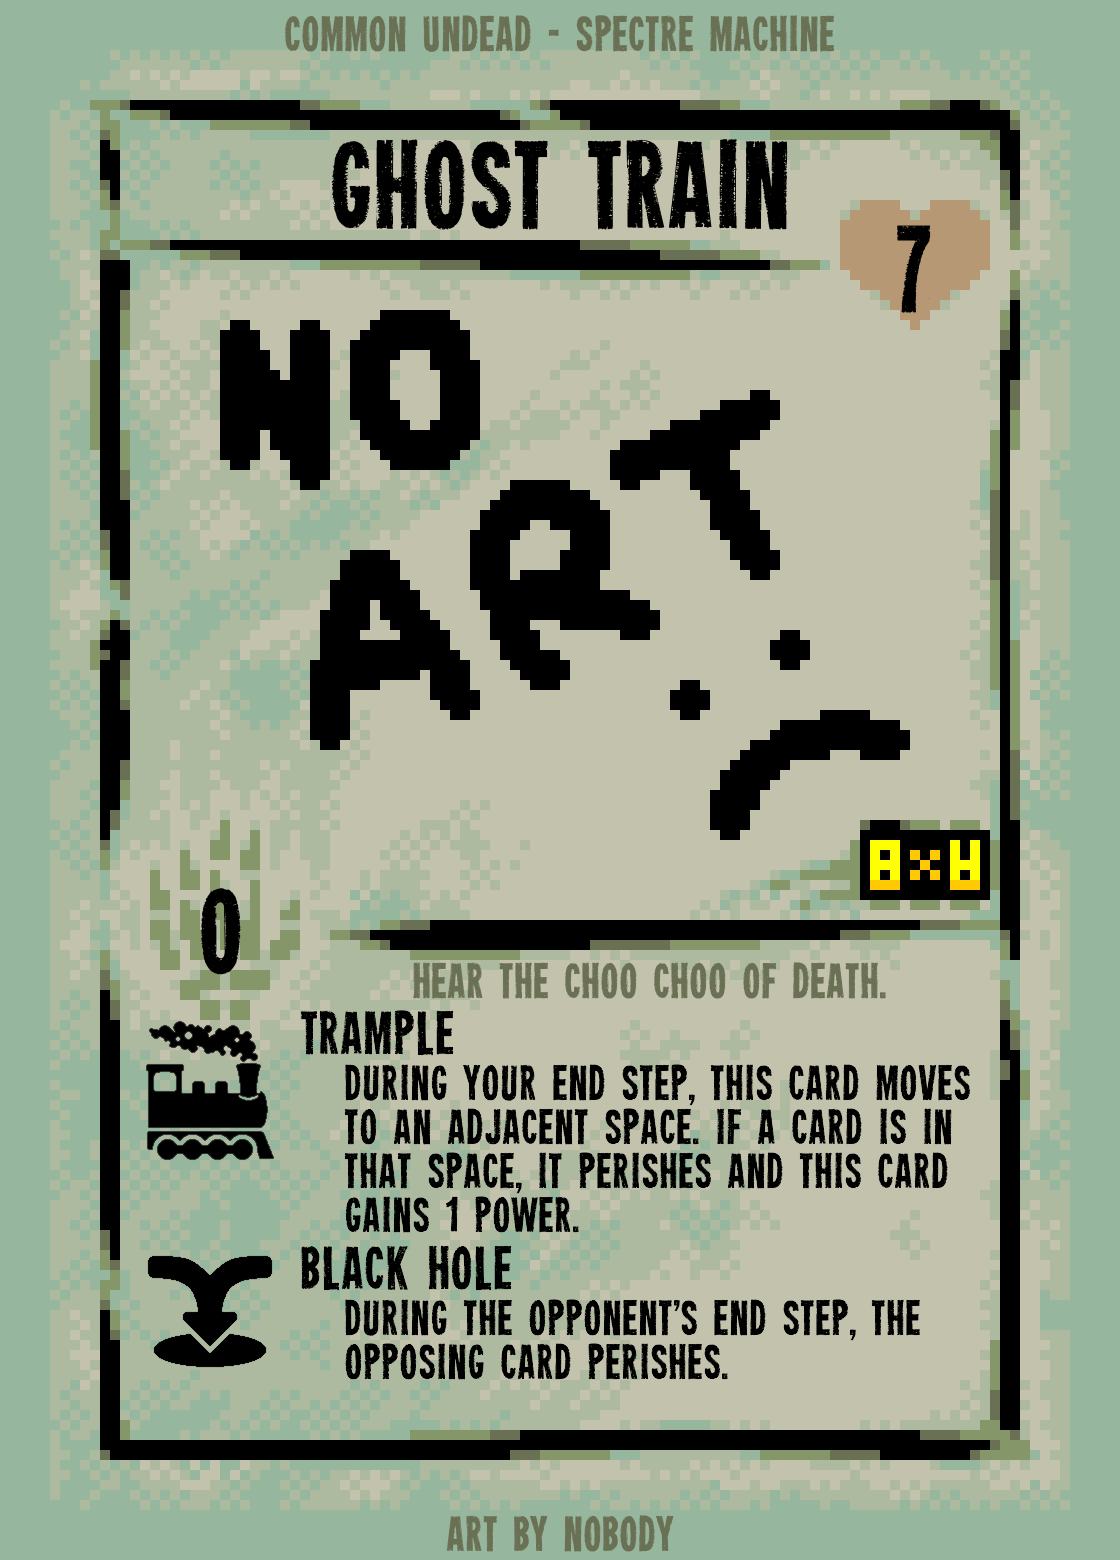 COMMON UNDEAD - SPECTRE MACHINE
GHOST TRAIN
7
NO
ART
:(
8×
0
HEAR THE CHOO CHOO OF DEATH.
TRAMPLE
DURING YOUR END STEP, THIS CARD MOVES
TO AN ADJACENT SPACE. IF A CARD IS IN
THAT SPACE, IT PERISHES AND THIS CARD
GAINS 1 POWER.
BLACK HOLE
DURING THE OPPONENT'S END STEP, THE
OPPOSING CARD PERISHES.
ART BY NOBODY